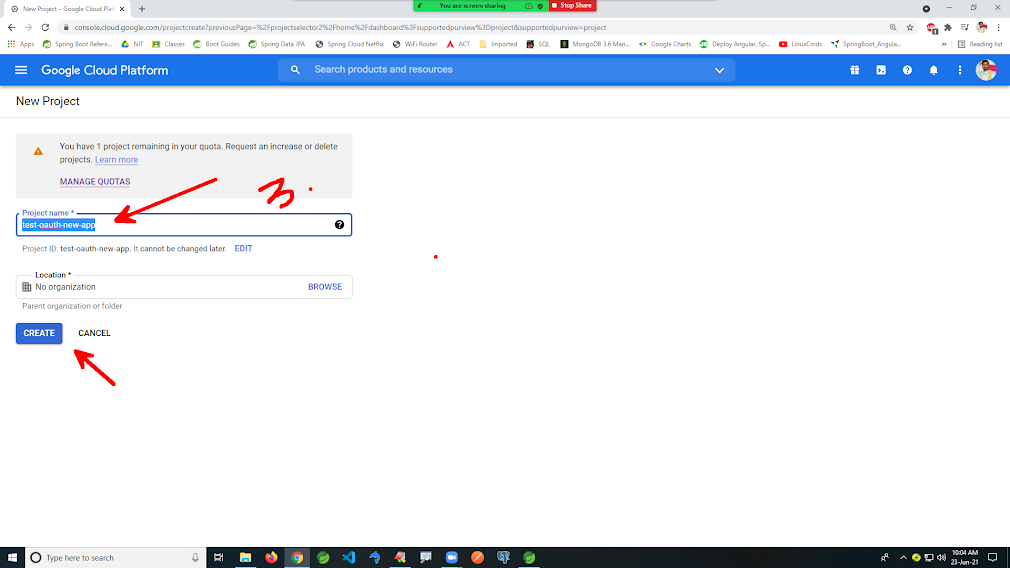 New Project – Google Cloud Plat
You are screen sharing
Stop Share
console.cloud.google.com/projectcreate?previousPage=%2Fprojectselector2%2Fhome%2Fdashboard%3Fsupportedpurview%3Dproject&supportedpurview=project
Apps Spring Boot Refere... NIT Classes Boot Guides Spring Data JPA Spring Cloud Netflix WiFi Router ACT Imported SQL MongoDB 3.6 Man... Google Charts Deploy Angular, Sp... LinuxCmds SpringBoot_Angula... » Reading list
Google Cloud Platform
Search products and resources
New Project
You have 1 project remaining in your quota. Request an increase or delete
projects. Learn more
MANAGE QUOTAS
3.
Project name *
test-oauth-new-app
Project ID: test-oauth-new-app. It cannot be changed later. EDIT
Location *
No organization BROWSE
Parent organization or folder
CREATE CANCEL
Type here to search
10:04 AM
23-Jun-21